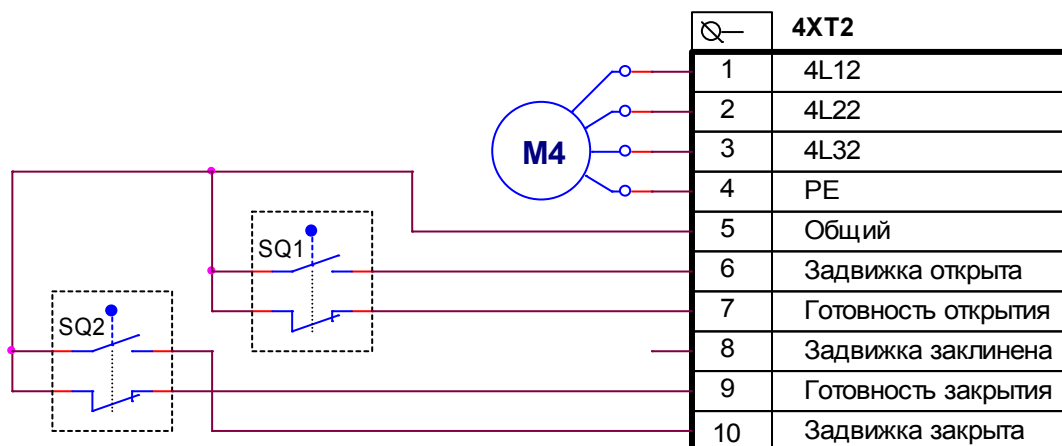 4XT2
1 4L12
2 4L22
3 4L32
4 PE
5 Общий
6 Задвижка открыта
7 Готовность открытия
8 Задвижка заклинена
9 Готовность закрытия
10 Задвижка закрыта
M4
SQ1
SQ2